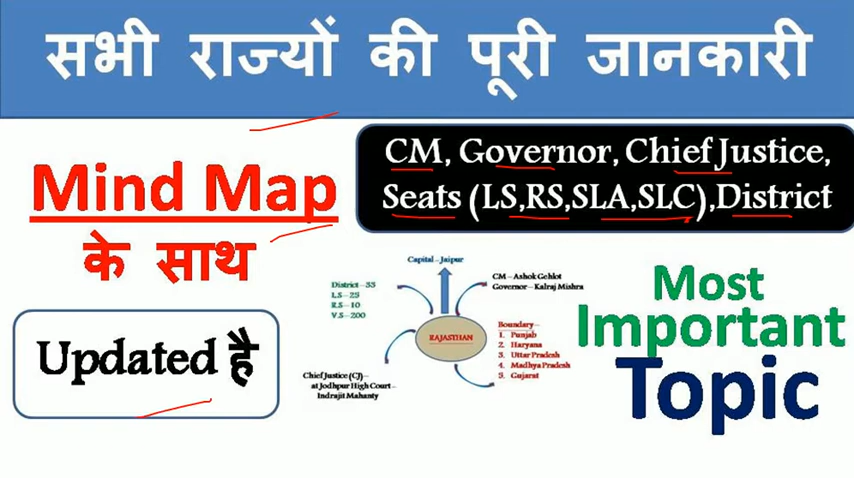 सभी राज्यों की पूरी जानकारी
Mind Map
के साथ
Updated है
CM, Governor, Chief Justice,
Seats (LS,RS,SLA,SLC),District
Capital-Jaipur
District-33
L.S-25
R.S-10
V.S-200
CM-Ashok Gehlot
Governor-Kalraj Mishra
RAJASTHAN
Boundary-
1. Punjab
2. Haryana
3. Uttar Pradesh
4. Madhya Pradesh
5. Gujarat
Chief Justice (CJ)-
at Jodhpur High Court-
Indrajit Mahanty
Most
Important
Topic